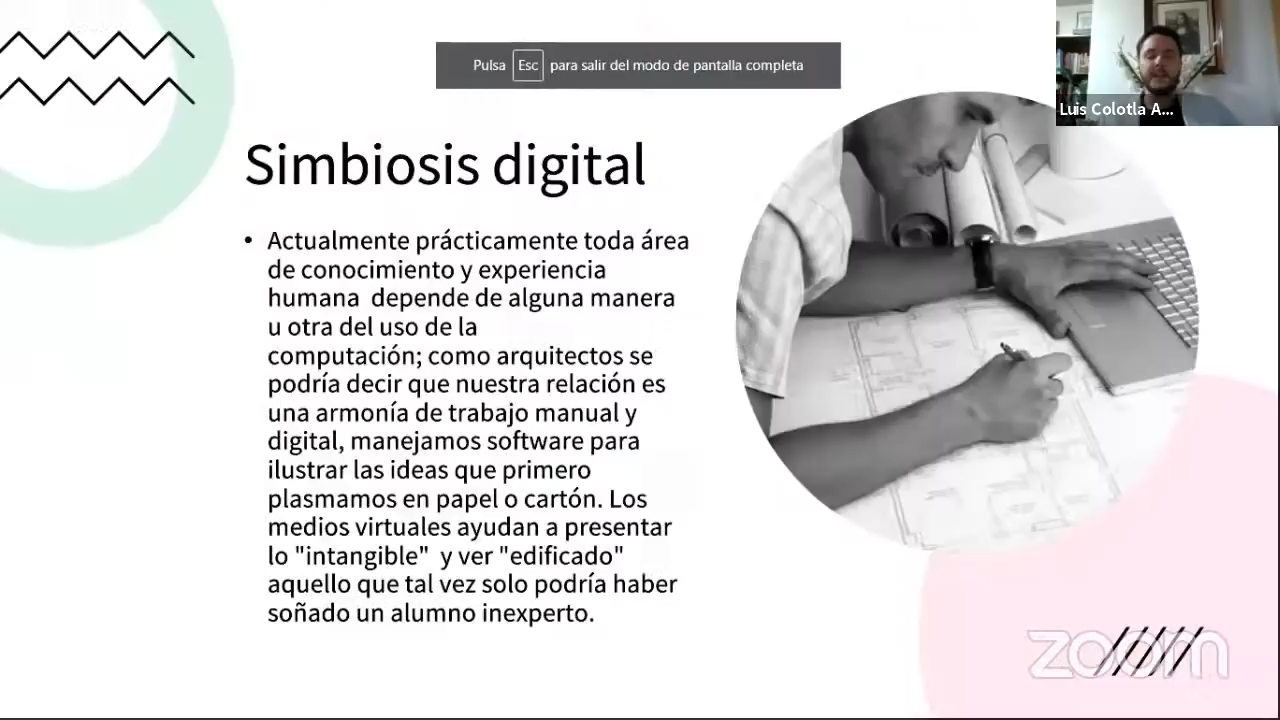 Pulsa Esc para salir del modo de pantalla completa
Luis Colotla A...
Simbiosis digital
• Actualmente prácticamente toda área
de conocimiento y experiencia
humana depende de alguna manera
u otra del uso de la
computación; como arquitectos se
podría decir que nuestra relación es
una armonía de trabajo manual y
digital, manejamos software para
ilustrar las ideas que primero
plasmamos en papel o cartón. Los
medios virtuales ayudan a presentar
lo "intangible" y ver "edificado"
aquello que tal vez solo podría haber
soñado un alumno inexperto.
zoom